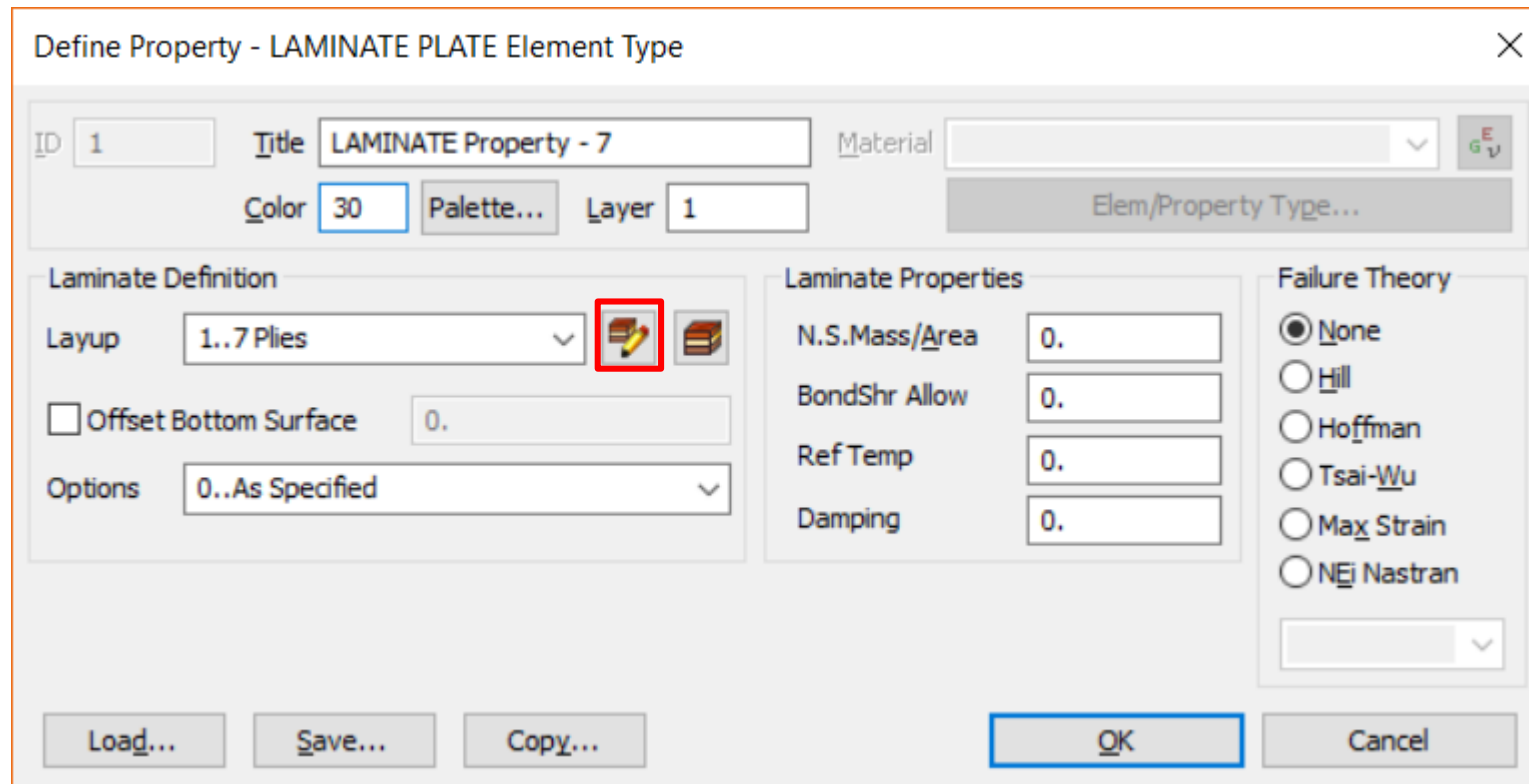 Define Property - LAMINATE PLATE Element Type
ID 1 Title LAMINATE Property - 7 Material
Color 30 Palette... Layer 1 Elem/Property Type...
Laminate Definition
Layup 1..7 Plies
Offset Bottom Surface 0.
Options 0..As Specified
Laminate Properties
N.S.Mass/Area 0.
BondShr Allow 0.
Ref Temp 0.
Damping 0.
Failure Theory
None
Hill
Hoffman
Tsai-Wu
Max Strain
NEi Nastran
Load... Save... Copy... OK Cancel